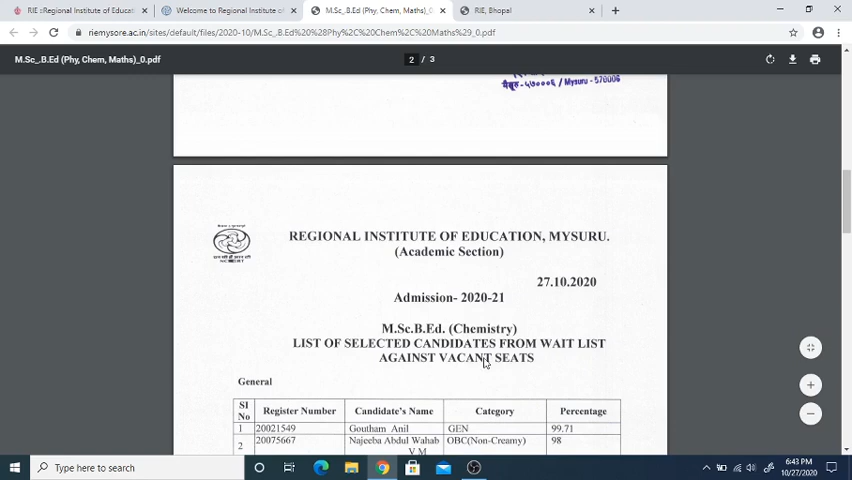 RIE ::Regional Institute of Educat
Welcome to Regional Institute of
M.Sc_.B.Ed (Phy, Chem, Maths)_0.
RIE, Bhopal
riemysore.ac.in/sites/default/files/2020-10/M.Sc_.B.Ed%20%28Phy%2C%20Chem%2C%20Maths%29_0.pdf
M.Sc_.B.Ed (Phy, Chem, Maths)_0.pdf
2 / 3
मैसूरु - ५७०००६ / Mysuru - 570006
REGIONAL INSTITUTE OF EDUCATION, MYSURU.
(Academic Section)
27.10.2020
Admission- 2020-21
M.Sc.B.Ed. (Chemistry)
LIST OF SELECTED CANDIDATES FROM WAIT LIST
AGAINST VACANT SEATS
General
Sl No Register Number Candidate's Name Category Percentage
1 20021549 Goutham Anil GEN 99.71
2 20075667 Najeeba Abdul Wahab V M OBC(Non-Creamy) 98
Type here to search
6:43 PM
10/27/2020